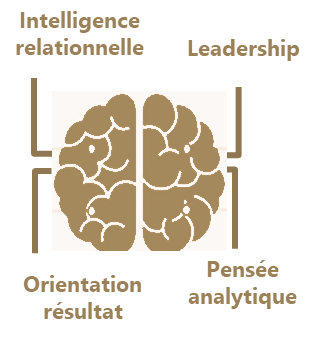 Intelligence
relationnelle
Leadership
Orientation
résultat
Pensée
analytique